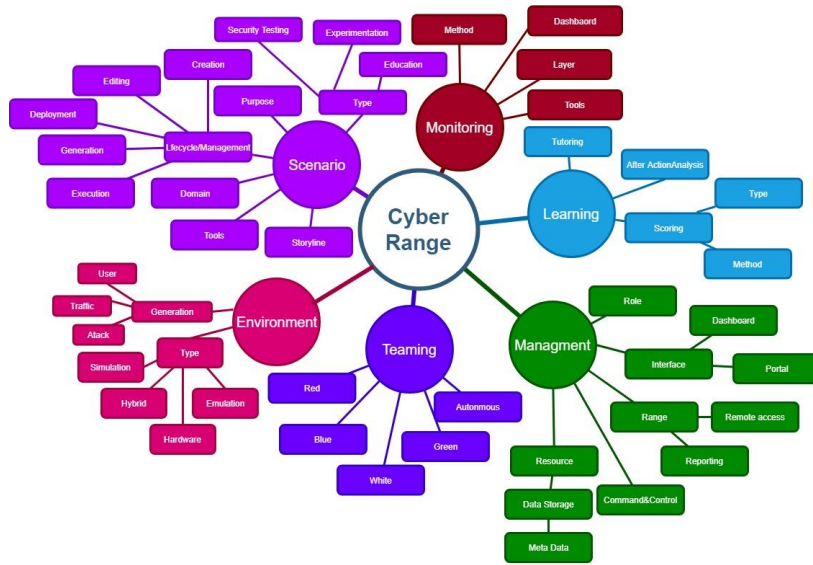 Security Testing
Experimentation
Creation
Education
Editing
Purpose
Type
Deployment
Lfecycle/Management
Generation
Scenario
Execution
Domain
Tools
Storyline
Method
Dashbaord
Layer
Tools
Monitoring
Cyber
Range
Tutoring
After ActionAnalysis
Type
Learning
Scoring
Method
User
Traffic
Generation
Atack
Environment
Type
Simulation
Hybrid
Emulation
Hardware
Teaming
Red
Autonmous
Blue
Green
White
Role
Dashboard
Managment
Interface
Portal
Range
Remote access
Reporting
Resource
Command&Control
Data Storage
Meta Data